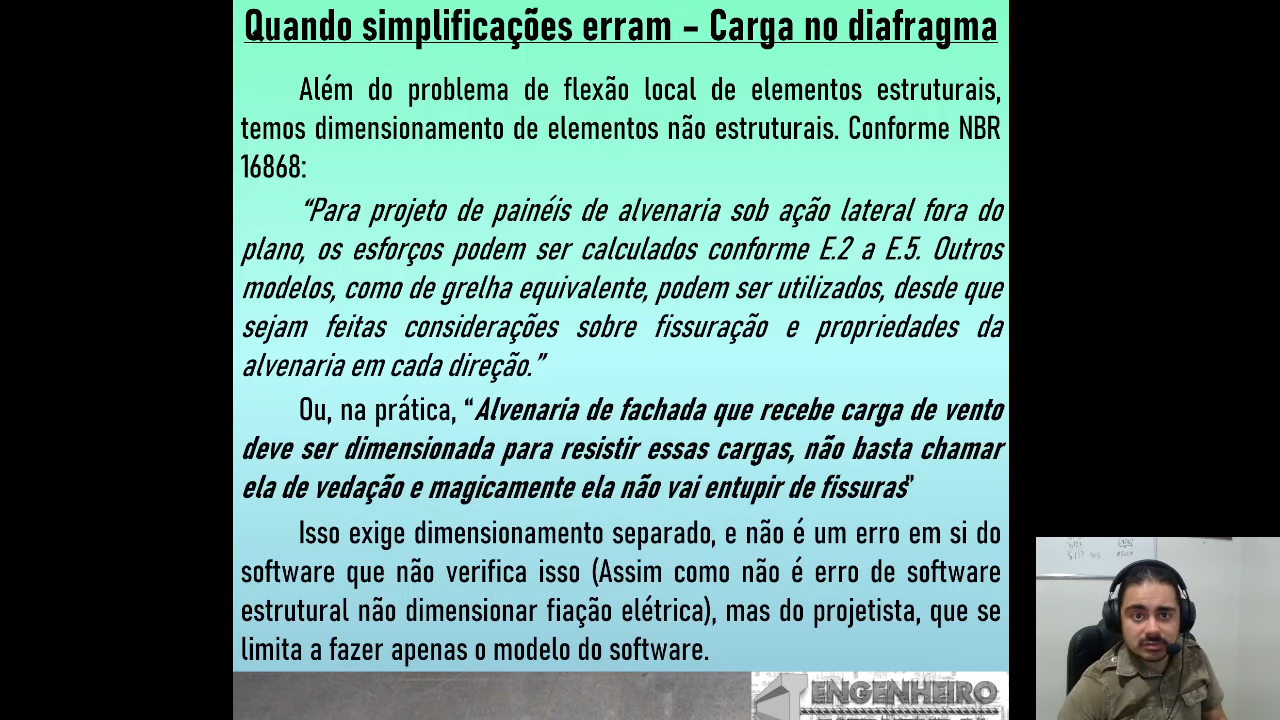 Quando simplificações erram – Carga no diafragma
Além do problema de flexão local de elementos estruturais,
temos dimensionamento de elementos não estruturais. Conforme NBR
16868:
“Para projeto de painéis de alvenaria sob ação lateral fora do
plano, os esforços podem ser calculados conforme E.2 a E.5. Outros
modelos, como de grelha equivalente, podem ser utilizados, desde que
sejam feitas considerações sobre fissuração e propriedades da
alvenaria em cada direção.”
Ou, na prática, “Alvenaria de fachada que recebe carga de vento
deve ser dimensionada para resistir essas cargas, não basta chamar
ela de vedação e magicamente ela não vai entupir de fissuras”
Isso exige dimensionamento separado, e não é um erro em si do
software que não verifica isso (Assim como não é erro de software
estrutural não dimensionar fiação elétrica), mas do projetista, que se
limita a fazer apenas o modelo do software.
ENGENHEIRO